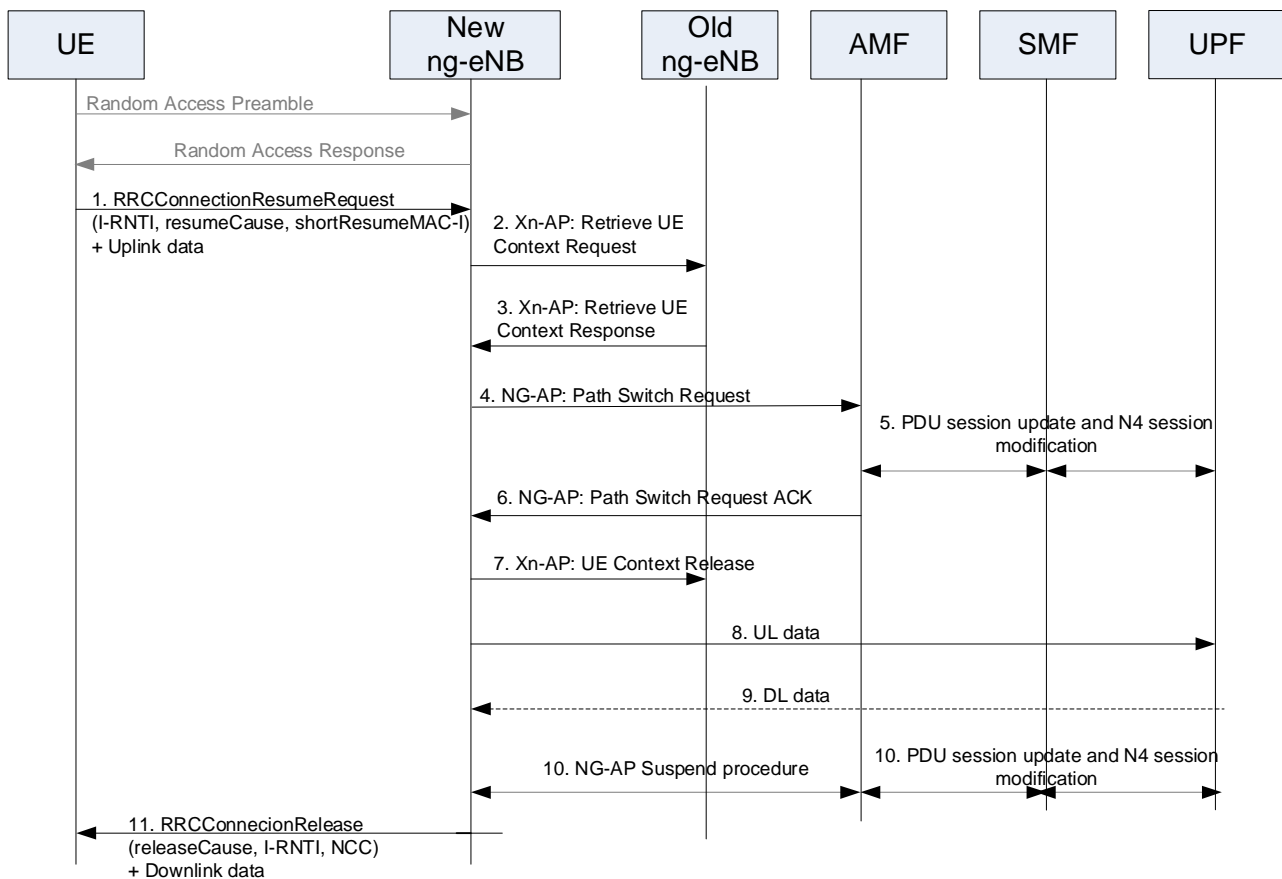 UE
New
ng-eNB
Old
ng-eNB
AMF
SMF
UPF
Random Access Preamble
Random Access Response
1. RRCConnectionResumeRequest
(I-RNTI, resumeCause, shortResumeMAC-I)
+ Uplink data
2. Xn-AP: Retrieve UE
Context Request
3. Xn-AP: Retrieve UE
Context Response
4. NG-AP: Path Switch Request
5. PDU session update and N4 session
modification
6. NG-AP: Path Switch Request ACK
7. Xn-AP: UE Context Release
8. UL data
9. DL data
10. NG-AP Suspend procedure
10. PDU session update and N4 session
modification
11. RRCConnecionRelease
(releaseCause, I-RNTI, NCC)
+ Downlink data